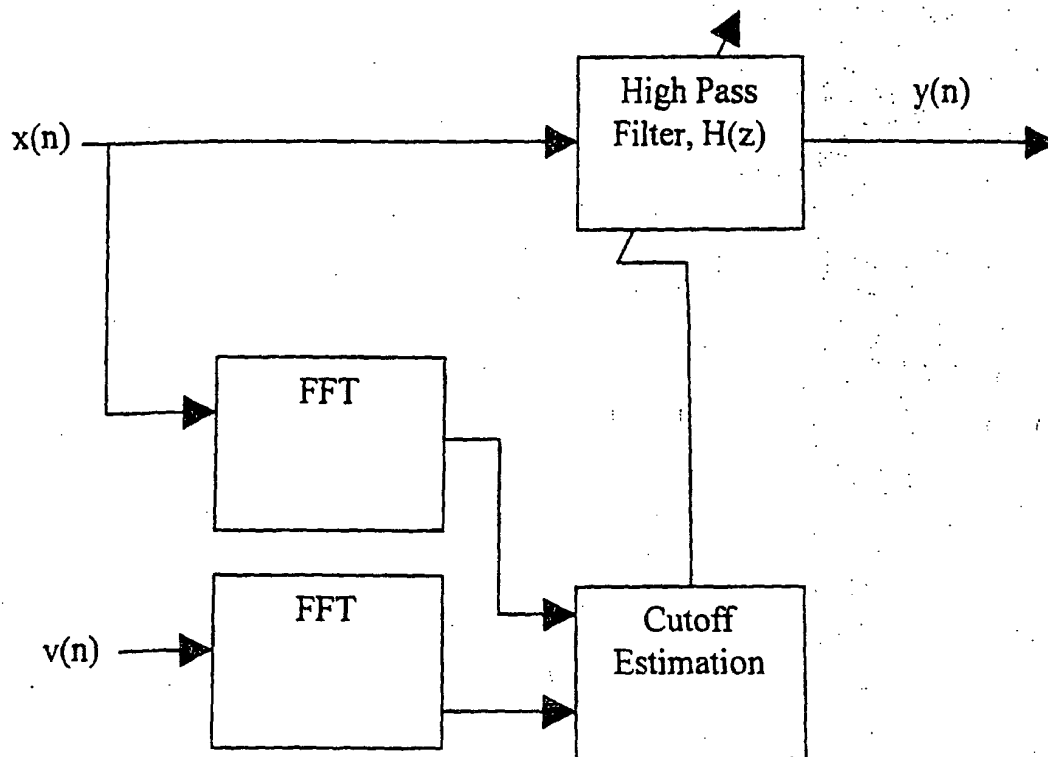 High Pass
Filter, H(z)
y(n)
x(n)
FFT
FFT
v(n)
Cutoff
Estimation